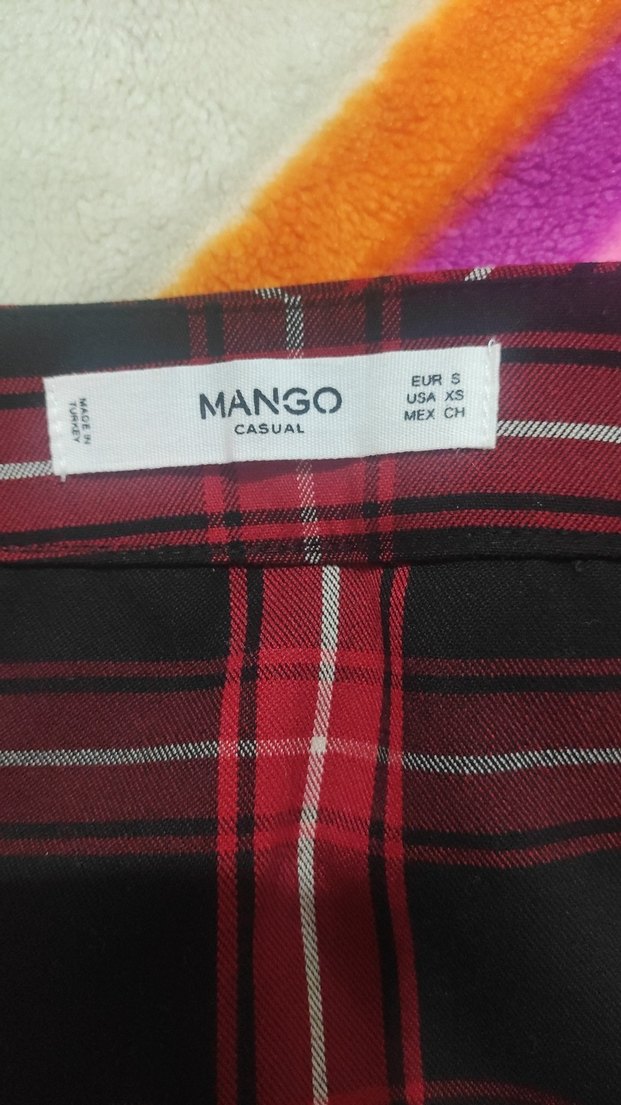 MADE IN
TURKEY
MANGO
CASUAL
EUR S
USA XS
MEX CH